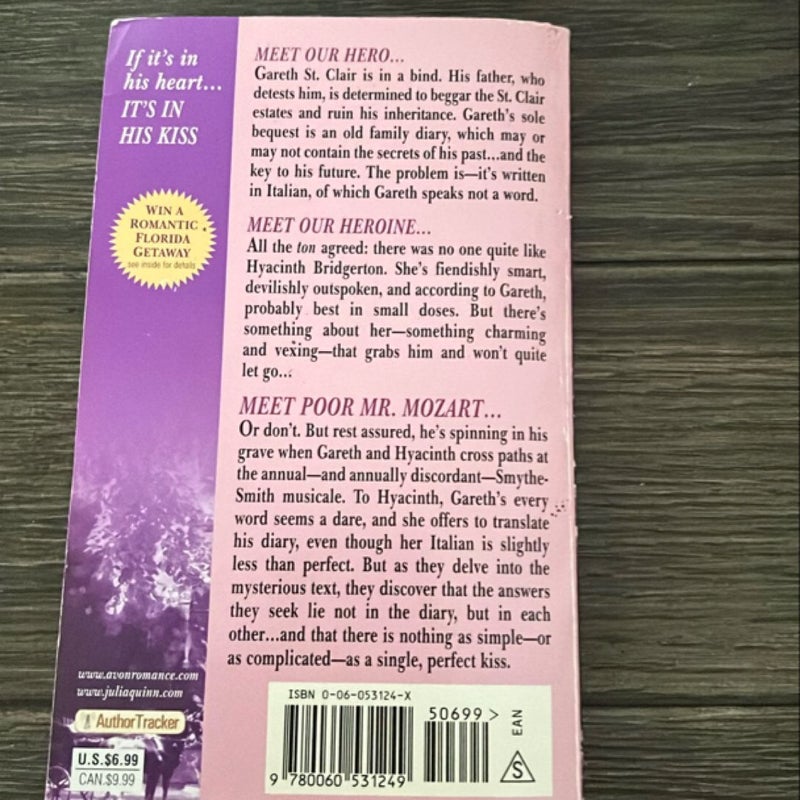 If it's in
his heart...
IT'S IN
HIS KISS
WIN A
ROMANTIC
FLORIDA
GETAWAY
see inside for details
MEET OUR HERO...
Gareth St. Clair is in a bind. His father, who
detests him, is determined to beggar the St. Clair
estates and ruin his inheritance. Gareth's sole
bequest is an old family diary, which may or
may not contain the secrets of his past...and the
key to his future. The problem is—it's written
in Italian, of which Gareth speaks not a word.
MEET OUR HEROINE...
All the ton agreed: there was no one quite like
Hyacinth Bridgerton. She's fiendishly smart,
devilishly outspoken, and according to Gareth,
probably best in small doses. But there's
something about her—something charming
and vexing—that grabs him and won't quite
let go...
MEET POOR MR. MOZART...
Or don't. But rest assured, he's spinning in his
grave when Gareth and Hyacinth cross paths at
the annual—and annually discordant—Smythe-
Smith musicale. To Hyacinth, Gareth's every
word seems a dare, and she offers to translate
his diary, even though her Italian is slightly
less than perfect. But as they delve into the
mysterious text, they discover that the answers
they seek lie not in the diary, but in each
other...and that there is nothing as simple—or
as complicated—as a single, perfect kiss.
www.avonromance.com
www.juliaquinn.com
AuthorTracker
U.S.$6.99
CAN.$9.99
ISBN 0-06-053124-X
50699 >
EAN
S
9 780060 531249